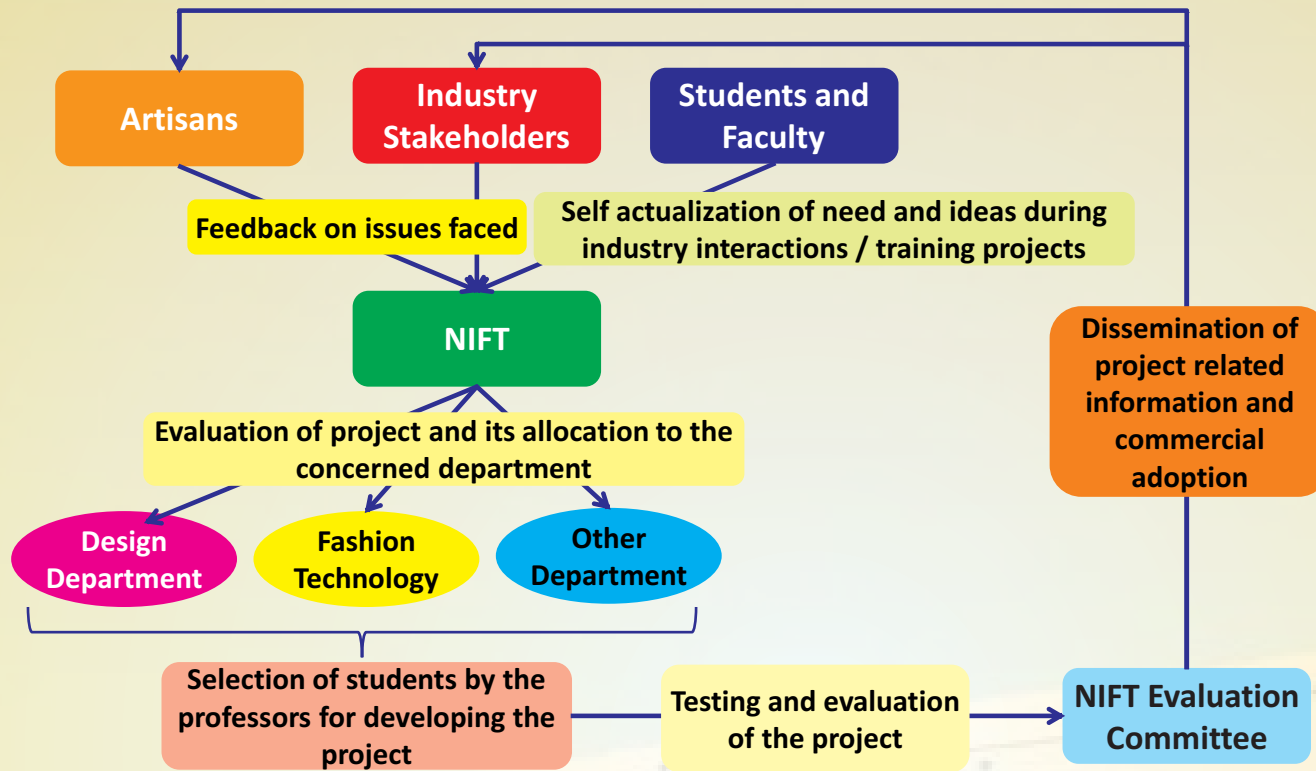 Artisans
Industry
Stakeholders
Students and
Faculty
Feedback on issues faced
Self actualization of need and ideas during
industry interactions / training projects
NIFT
Dissemination of
project related
information and
commercial
adoption
Evaluation of project and its allocation to the
concerned department
Design
Department
Fashion
Technology
Other
Department
Selection of students by the
professors for developing the
project
Testing and evaluation
of the project
NIFT Evaluation
Committee